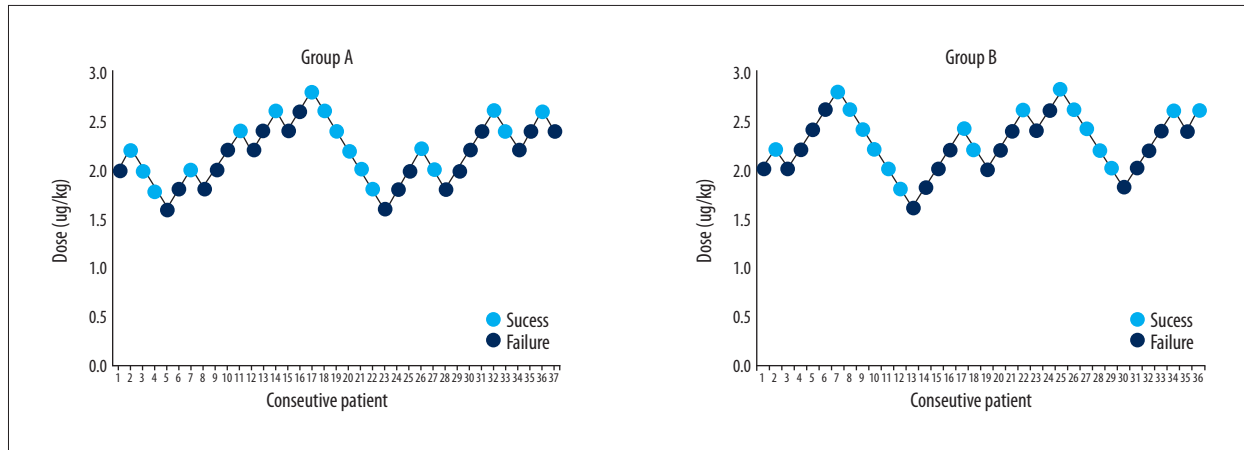 Group A
3.0
2.5
2.0
1.5
1.0
0.5
0.0
Dose (ug/kg)
Sucess
Failure
1 2 3 4 5 6 7 8 9 10 11 12 13 14 15 16 17 18 19 20 21 22 23 24 25 26 27 28 29 30 31 32 33 34 35 36 37
Conseutive patient
Group B
3.0
2.5
2.0
1.5
1.0
0.5
0.0
Dose (ug/kg)
Sucess
Failure
1 2 3 4 5 6 7 8 9 10 11 12 13 14 15 16 17 18 19 20 21 22 23 24 25 26 27 28 29 30 31 32 33 34 35 36
Conseutive patient